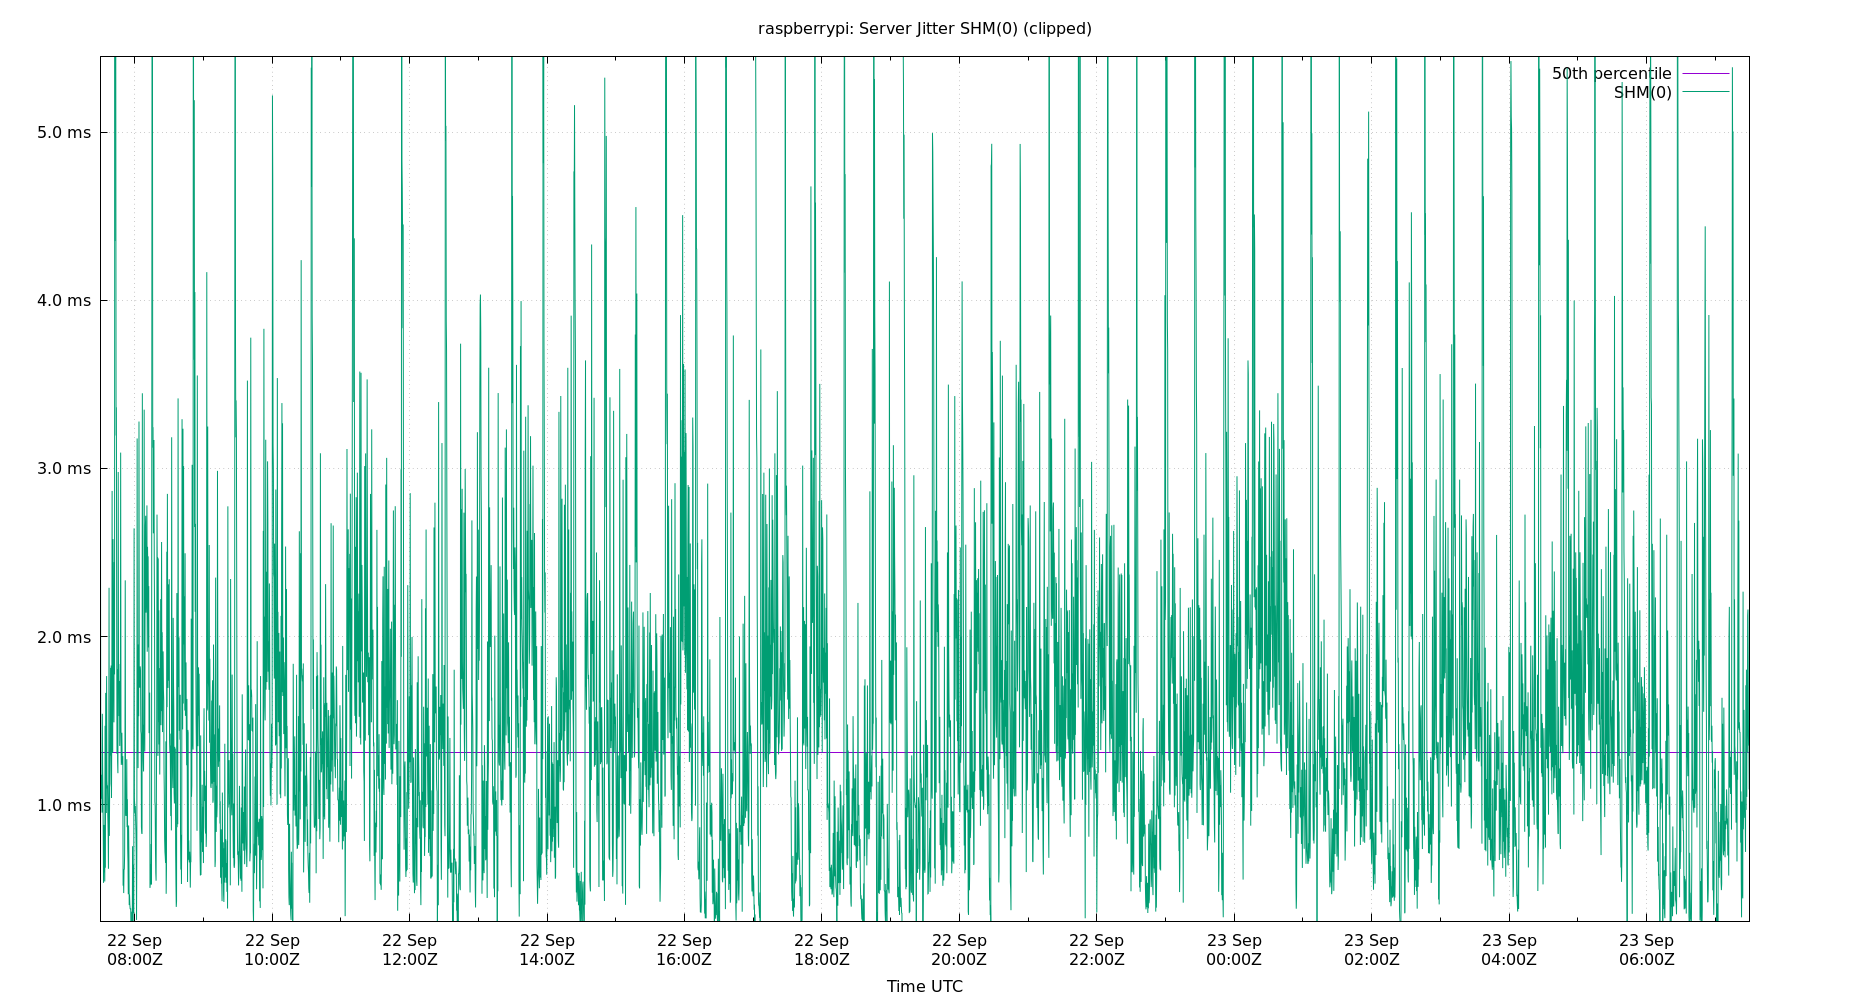 raspberrypi: Server Jitter SHM(0) (clipped)
50th percentile
SHM(0)
5.0 ms
4.0 ms
3.0 ms
2.0 ms
1.0 ms
22 Sep 22 Sep 22 Sep 22 Sep 22 Sep 22 Sep 22 Sep 22 Sep 23 Sep 23 Sep 23 Sep 23 Sep
08:00Z 10:00Z 12:00Z 14:00Z 16:00Z 18:00Z 20:00Z 22:00Z 00:00Z 02:00Z 04:00Z 06:00Z
Time UTC